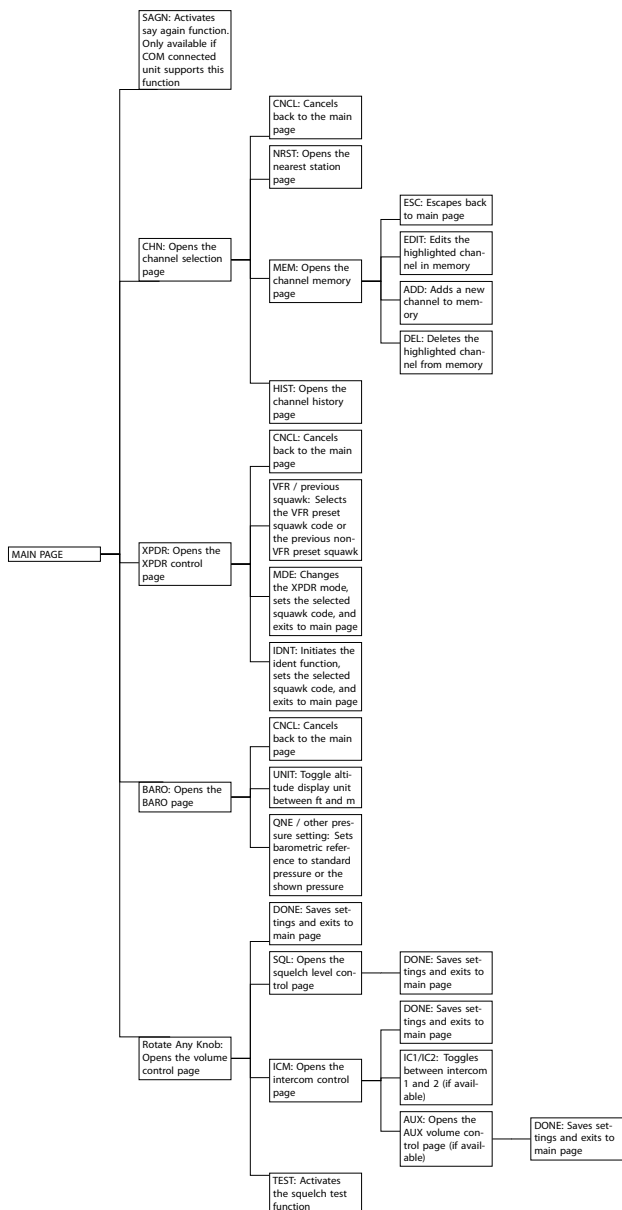 MAIN PAGE
SAGN: Activates
say again function.
Only available if
COM connected
unit supports this
function
CHN: Opens the
channel selection
page
CNCL: Cancels
back to the main
page
NRST: Opens the
nearest station
page
MEM: Opens the
channel memory
page
ESC: Escapes back
to main page
EDIT: Edits the
highlighted chan-
nel in memory
ADD: Adds a new
channel to mem-
ory
DEL: Deletes the
highlighted chan-
nel from memory
HIST: Opens the
channel history
page
XPDR: Opens the
XPDR control
page
CNCL: Cancels
back to the main
page
VFR / previous
squawk: Selects
the VFR preset
squawk code or
the previous non-
VFR preset squawk
MDE: Changes
the XPDR mode,
sets the selected
squawk code, and
exits to main page
IDNT: Initiates the
ident function,
sets the selected
squawk code, and
exits to main page
BARO: Opens the
BARO page
CNCL: Cancels
back to the main
page
UNIT: Toggle alti-
tude display unit
between ft and m
QNE / other pres-
sure setting: Sets
barometric refer-
ence to standard
pressure or the
shown pressure
Rotate Any Knob:
Opens the volume
control page
DONE: Saves set-
tings and exits to
main page
SQL: Opens the
squelch level con-
trol page
DONE: Saves set-
tings and exits to
main page
ICM: Opens the
intercom control
page
DONE: Saves set-
tings and exits to
main page
IC1/IC2: Toggles
between intercom
1 and 2 (if avail-
able)
AUX: Opens the
AUX volume con-
trol page (if avail-
able)
DONE: Saves set-
tings and exits to
main page
TEST: Activates
the squelch test
function